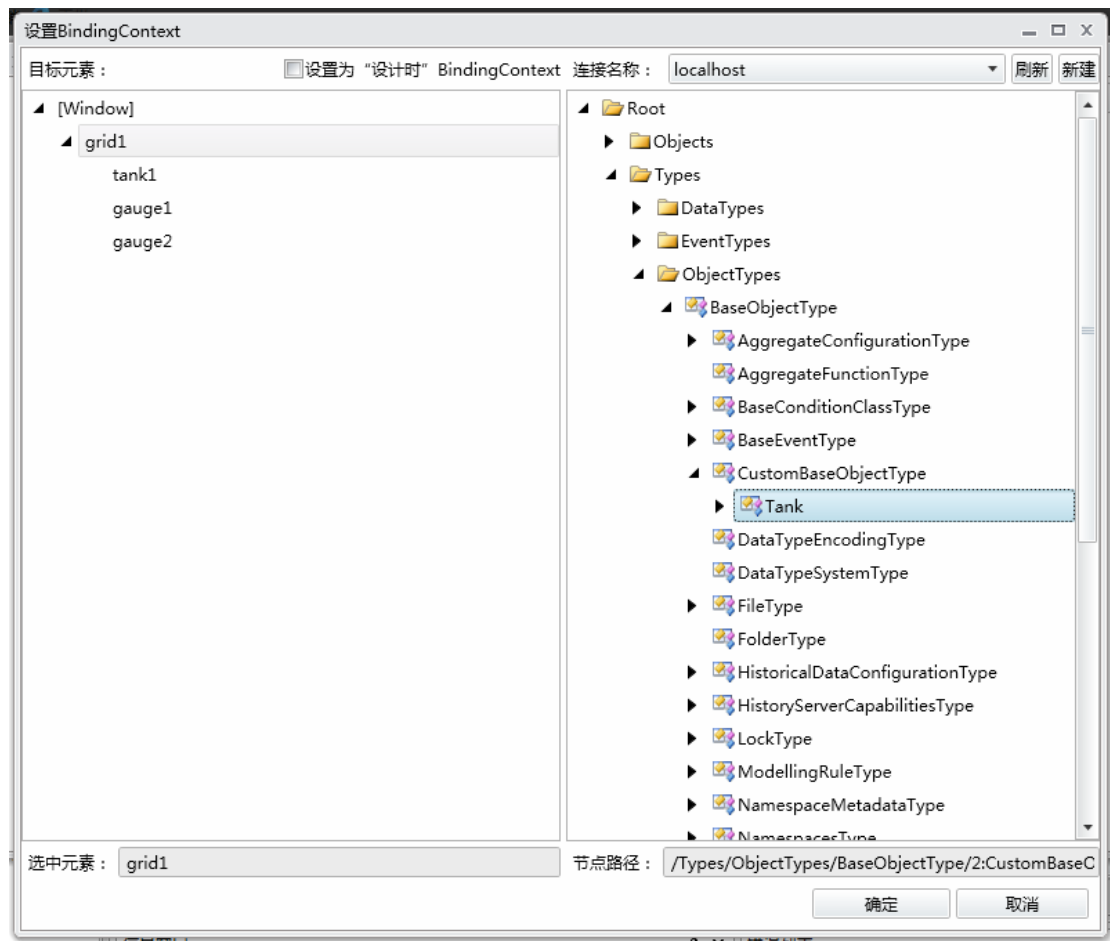 设置BindingContext
目标元素：
设置为“设计时”BindingContext
连接名称：
localhost
刷新
新建
[Window]
grid1
tank1
gauge1
gauge2
Root
Objects
Types
DataTypes
EventTypes
ObjectTypes
BaseObjectType
AggregateConfigurationType
AggregateFunctionType
BaseConditionClassType
BaseEventType
CustomBaseObjectType
Tank
DataTypeEncodingType
DataTypeSystemType
FileType
FolderType
HistoricalDataConfigurationType
HistoryServerCapabilitiesType
LockType
ModellingRuleType
NamespaceMetadataType
NamespacesType
选中元素：
grid1
节点路径：
/Types/ObjectTypes/BaseObjectType/2:CustomBaseO
确定
取消